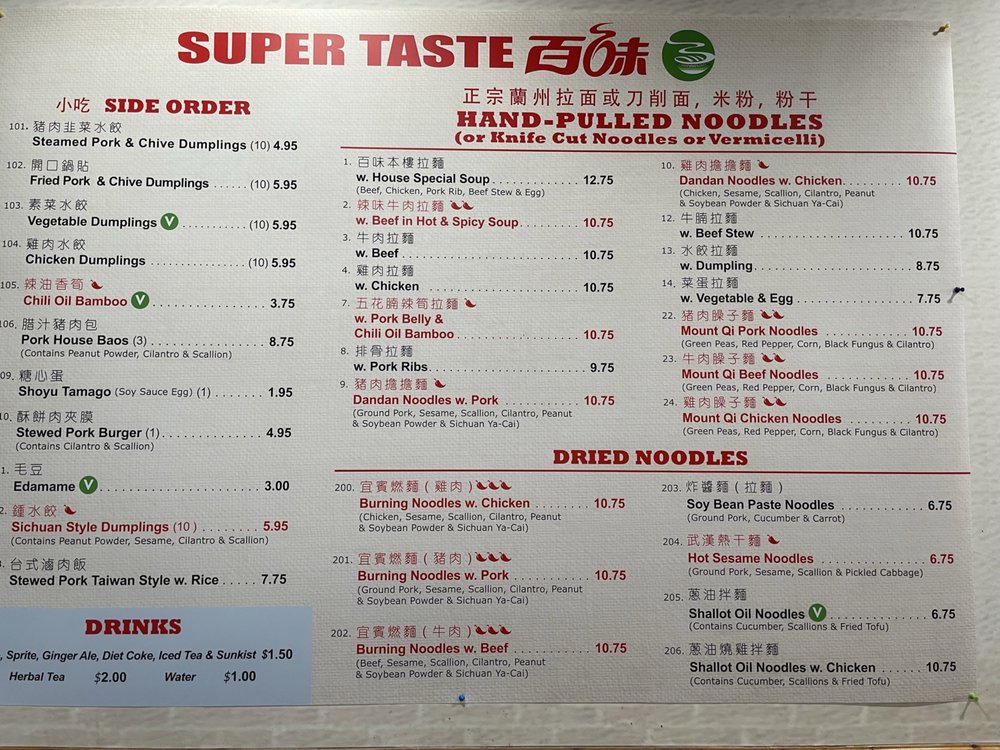 SUPER TASTE 百味
小吃 SIDE ORDER
101. 豬肉韭菜水餃
Steamed Pork & Chive Dumplings (10) 4.95
102. 開口鍋貼
Fried Pork & Chive Dumplings ...... (10) 5.95
103. 素菜水餃
Vegetable Dumplings V .......... (10) 5.95
104. 雞肉水餃
Chicken Dumplings .............. (10) 5.95
105. 辣油香筍
Chili Oil Bamboo V ................ 3.75
106. 腊汁豬肉包
Pork House Baos (3) ................ 8.75
(Contains Peanut Powder, Cilantro & Scallion)
09. 糖心蛋
Shoyu Tamago (Soy Sauce Egg) (1) ....... 1.95
10. 酥餅肉夾膜
Stewed Pork Burger (1).............. 4.95
(Contains Cilantro & Scallion)
1. 毛豆
Edamame V ...................... 3.00
2. 鍾水餃
Sichuan Style Dumplings (10 ) ........ 5.95
(Contains Peanut Powder, Sesame, Cilantro & Scallion)
台式滷肉飯
Stewed Pork Taiwan Style w. Rice ..... 7.75
DRINKS
, Sprite, Ginger Ale, Diet Coke, Iced Tea & Sunkist $1.50
Herbal Tea $2.00 Water $1.00
正宗蘭州拉面或刀削面, 米粉, 粉干
HAND-PULLED NOODLES
(or Knife Cut Noodles or Vermicelli)
1. 百味本樓拉麵
w. House Special Soup.............. 12.75
(Beef, Chicken, Pork Rib, Beef Stew & Egg)
2. 辣味牛肉拉麵
w. Beef in Hot & Spicy Soup.......... 10.75
3. 牛肉拉麵
w. Beef ............................ 10.75
4. 雞肉拉麵
w. Chicken ........................ 10.75
7. 五花腩辣筍拉麵
w. Pork Belly &
Chili Oil Bamboo ................... 10.75
8. 排骨拉麵
w. Pork Ribs........................ 9.75
9. 豬肉擔擔麵
Dandan Noodles w. Pork ............ 10.75
(Ground Pork, Sesame, Scallion, Cilantro, Peanut
& Soybean Powder & Sichuan Ya-Cai)
10. 雞肉擔擔麵
Dandan Noodles w. Chicken......... 10.75
(Chicken, Sesame, Scallion, Cilantro, Peanut
& Soybean Powder & Sichuan Ya-Cai)
12. 牛腩拉麵
w. Beef Stew ...................... 10.75
13. 水餃拉麵
w. Dumpling........................ 8.75
14. 菜蛋拉麵
w. Vegetable & Egg ................. 7.75
22. 豬肉臊子麵
Mount Qi Pork Noodles ............. 10.75
(Green Peas, Red Pepper, Corn, Black Fungus & Cilantro)
23. 牛肉臊子麵
Mount Qi Beef Noodles ............. 10.75
(Green Peas, Red Pepper, Corn, Black Fungus & Cilantro)
24. 雞肉臊子麵
Mount Qi Chicken Noodles .......... 10.75
(Green Peas, Red Pepper, Corn, Black Fungus & Cilantro)
DRIED NOODLES
200. 宜賓燃麵 ( 雞肉 )
Burning Noodles w. Chicken ......... 10.75
(Chicken, Sesame, Scallion, Cilantro, Peanut
& Soybean Powder & Sichuan Ya-Cai)
201. 宜賓燃麵 ( 豬肉 )
Burning Noodles w. Pork ............ 10.75
(Ground Pork, Sesame, Scallion, Cilantro, Peanut
& Soybean Powder & Sichuan Ya-Cai)
202. 宜賓燃麵 ( 牛肉 )
Burning Noodles w. Beef ............ 10.75
(Beef, Sesame, Scallion, Cilantro, Peanut
& Soybean Powder & Sichuan Ya-Cai)
203. 炸醬麵 ( 拉麵 )
Soy Bean Paste Noodles ............ 6.75
(Ground Pork, Cucumber & Carrot)
204. 武漢熱干麵
Hot Sesame Noodles ............... 6.75
(Ground Pork, Sesame, Scallion & Pickled Cabbage)
205. 蔥油拌麵
Shallot Oil Noodles V .............. 6.75
(Contains Cucumber, Scallions & Fried Tofu)
206. 蔥油燒雞拌麵
Shallot Oil Noodles w. Chicken ....... 10.75
(Contains Cucumber, Scallions & Fried Tofu)